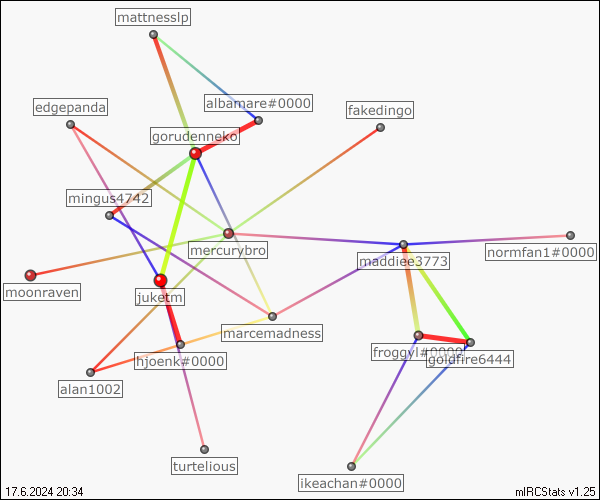 mattnesslp
albamare#0000
edgepanda
fakedingo
gorudenneko
mingus4742
mercurybro
normfan1#0000
maddiee3773
moonraven
juketm
marcemadness
froggyl#0000
goldfire6444
hjoenk#0000
alan1002
turtelious
ikeachan#0000
17.6.2024 20:34
mIRCStats v1.25